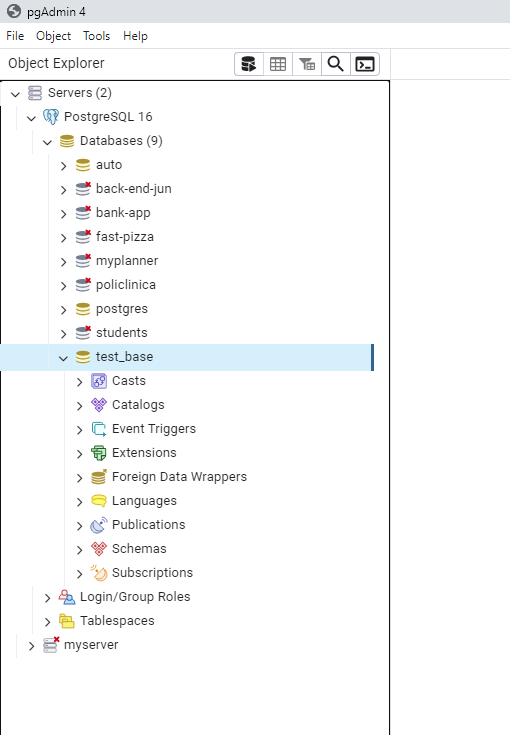 pgAdmin 4
File Object Tools Help
Object Explorer
Servers (2)
PostgreSQL 16
Databases (9)
auto
back-end-jun
bank-app
fast-pizza
myplanner
policlinica
postgres
students
test_base
Casts
Catalogs
Event Triggers
Extensions
Foreign Data Wrappers
Languages
Publications
Schemas
Subscriptions
Login/Group Roles
Tablespaces
myserver